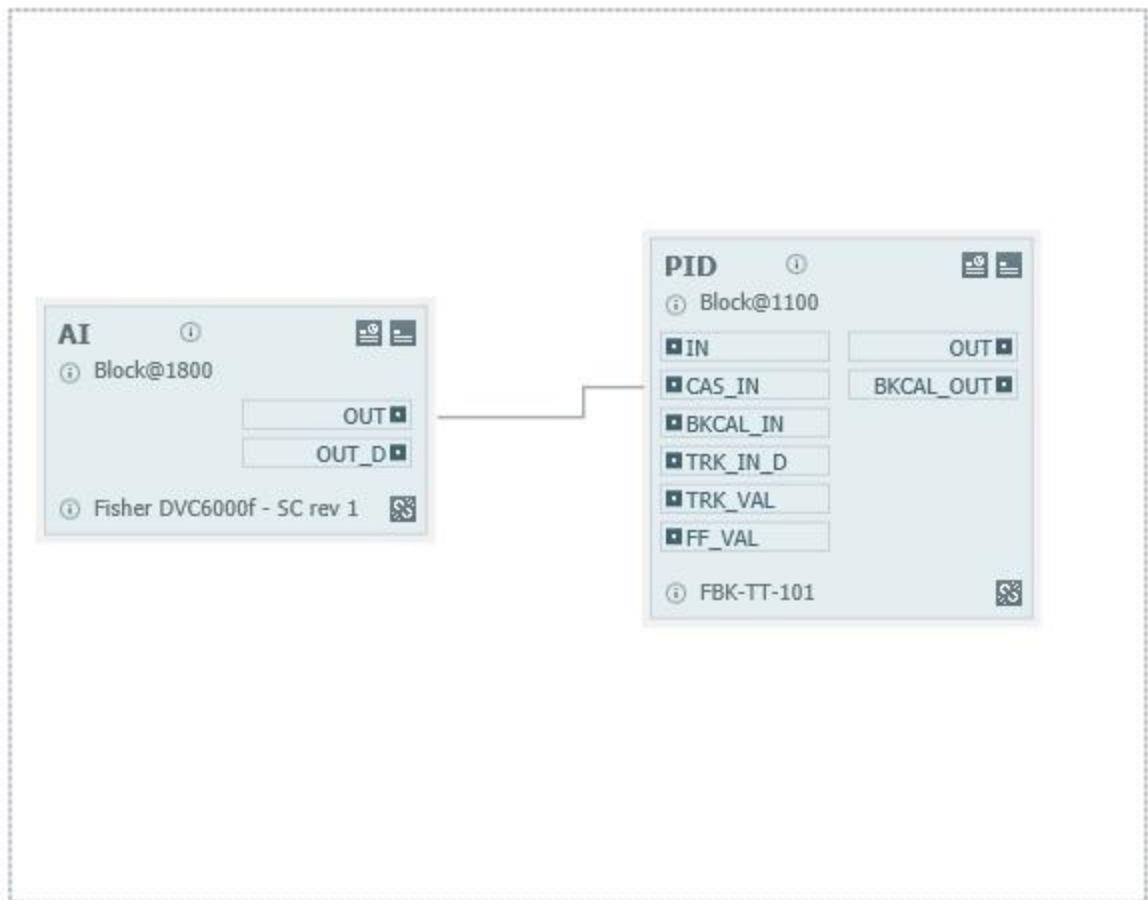 AI
Block@1800
OUT
OUT_D
Fisher DVC6000f - SC rev 1
PID
Block@1100
IN
OUT
CAS_IN
BKCAL_OUT
BKCAL_IN
TRK_IN_D
TRK_VAL
FF_VAL
FBK-TT-101